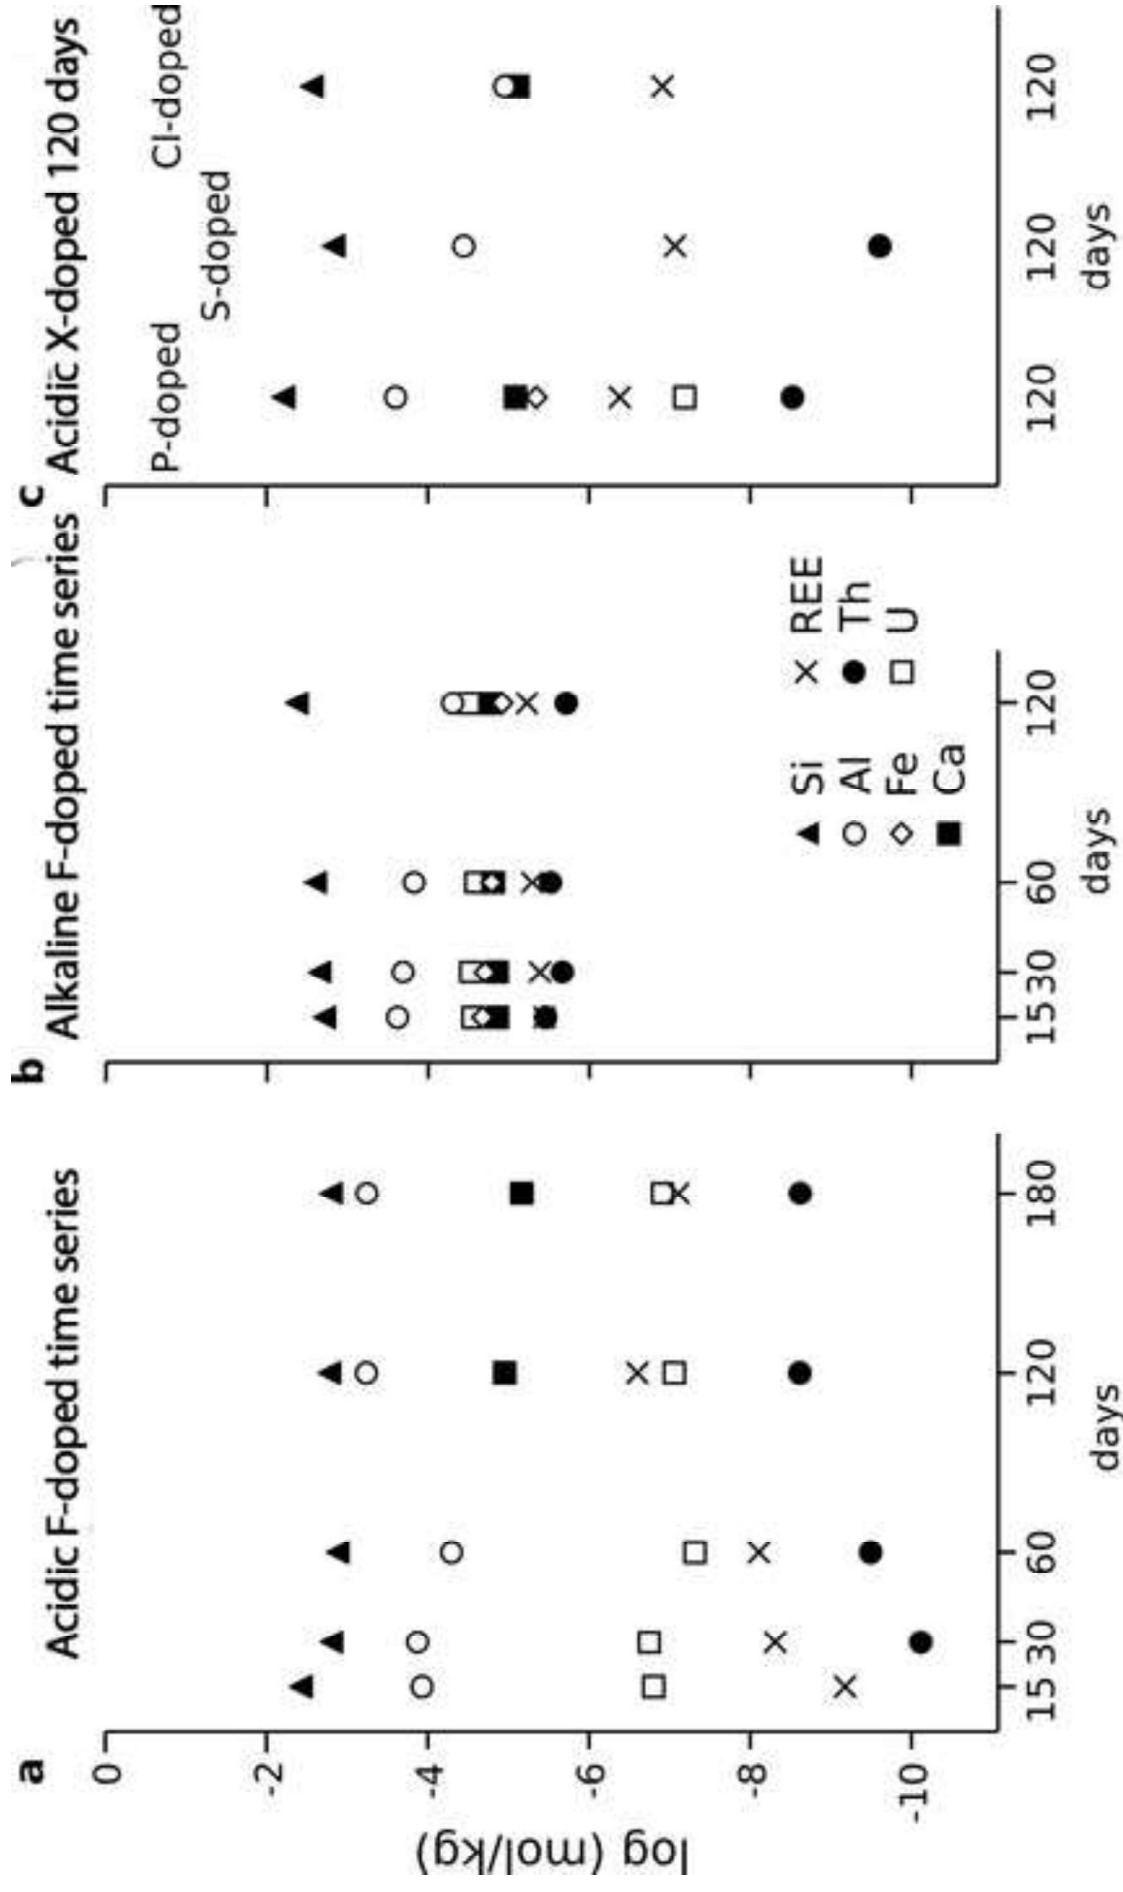 a
Acidic F-doped time series
log (mol/kg)
0
-2
-4
-6
-8
-10
15 30 60 120 180
days
b
Alkaline F-doped time series
15 30 60 120
days
Si
Al
Fe
Ca
REE
Th
U
c
Acidic X-doped 120 days
P-doped
S-doped
Cl-doped
120 120 120
days